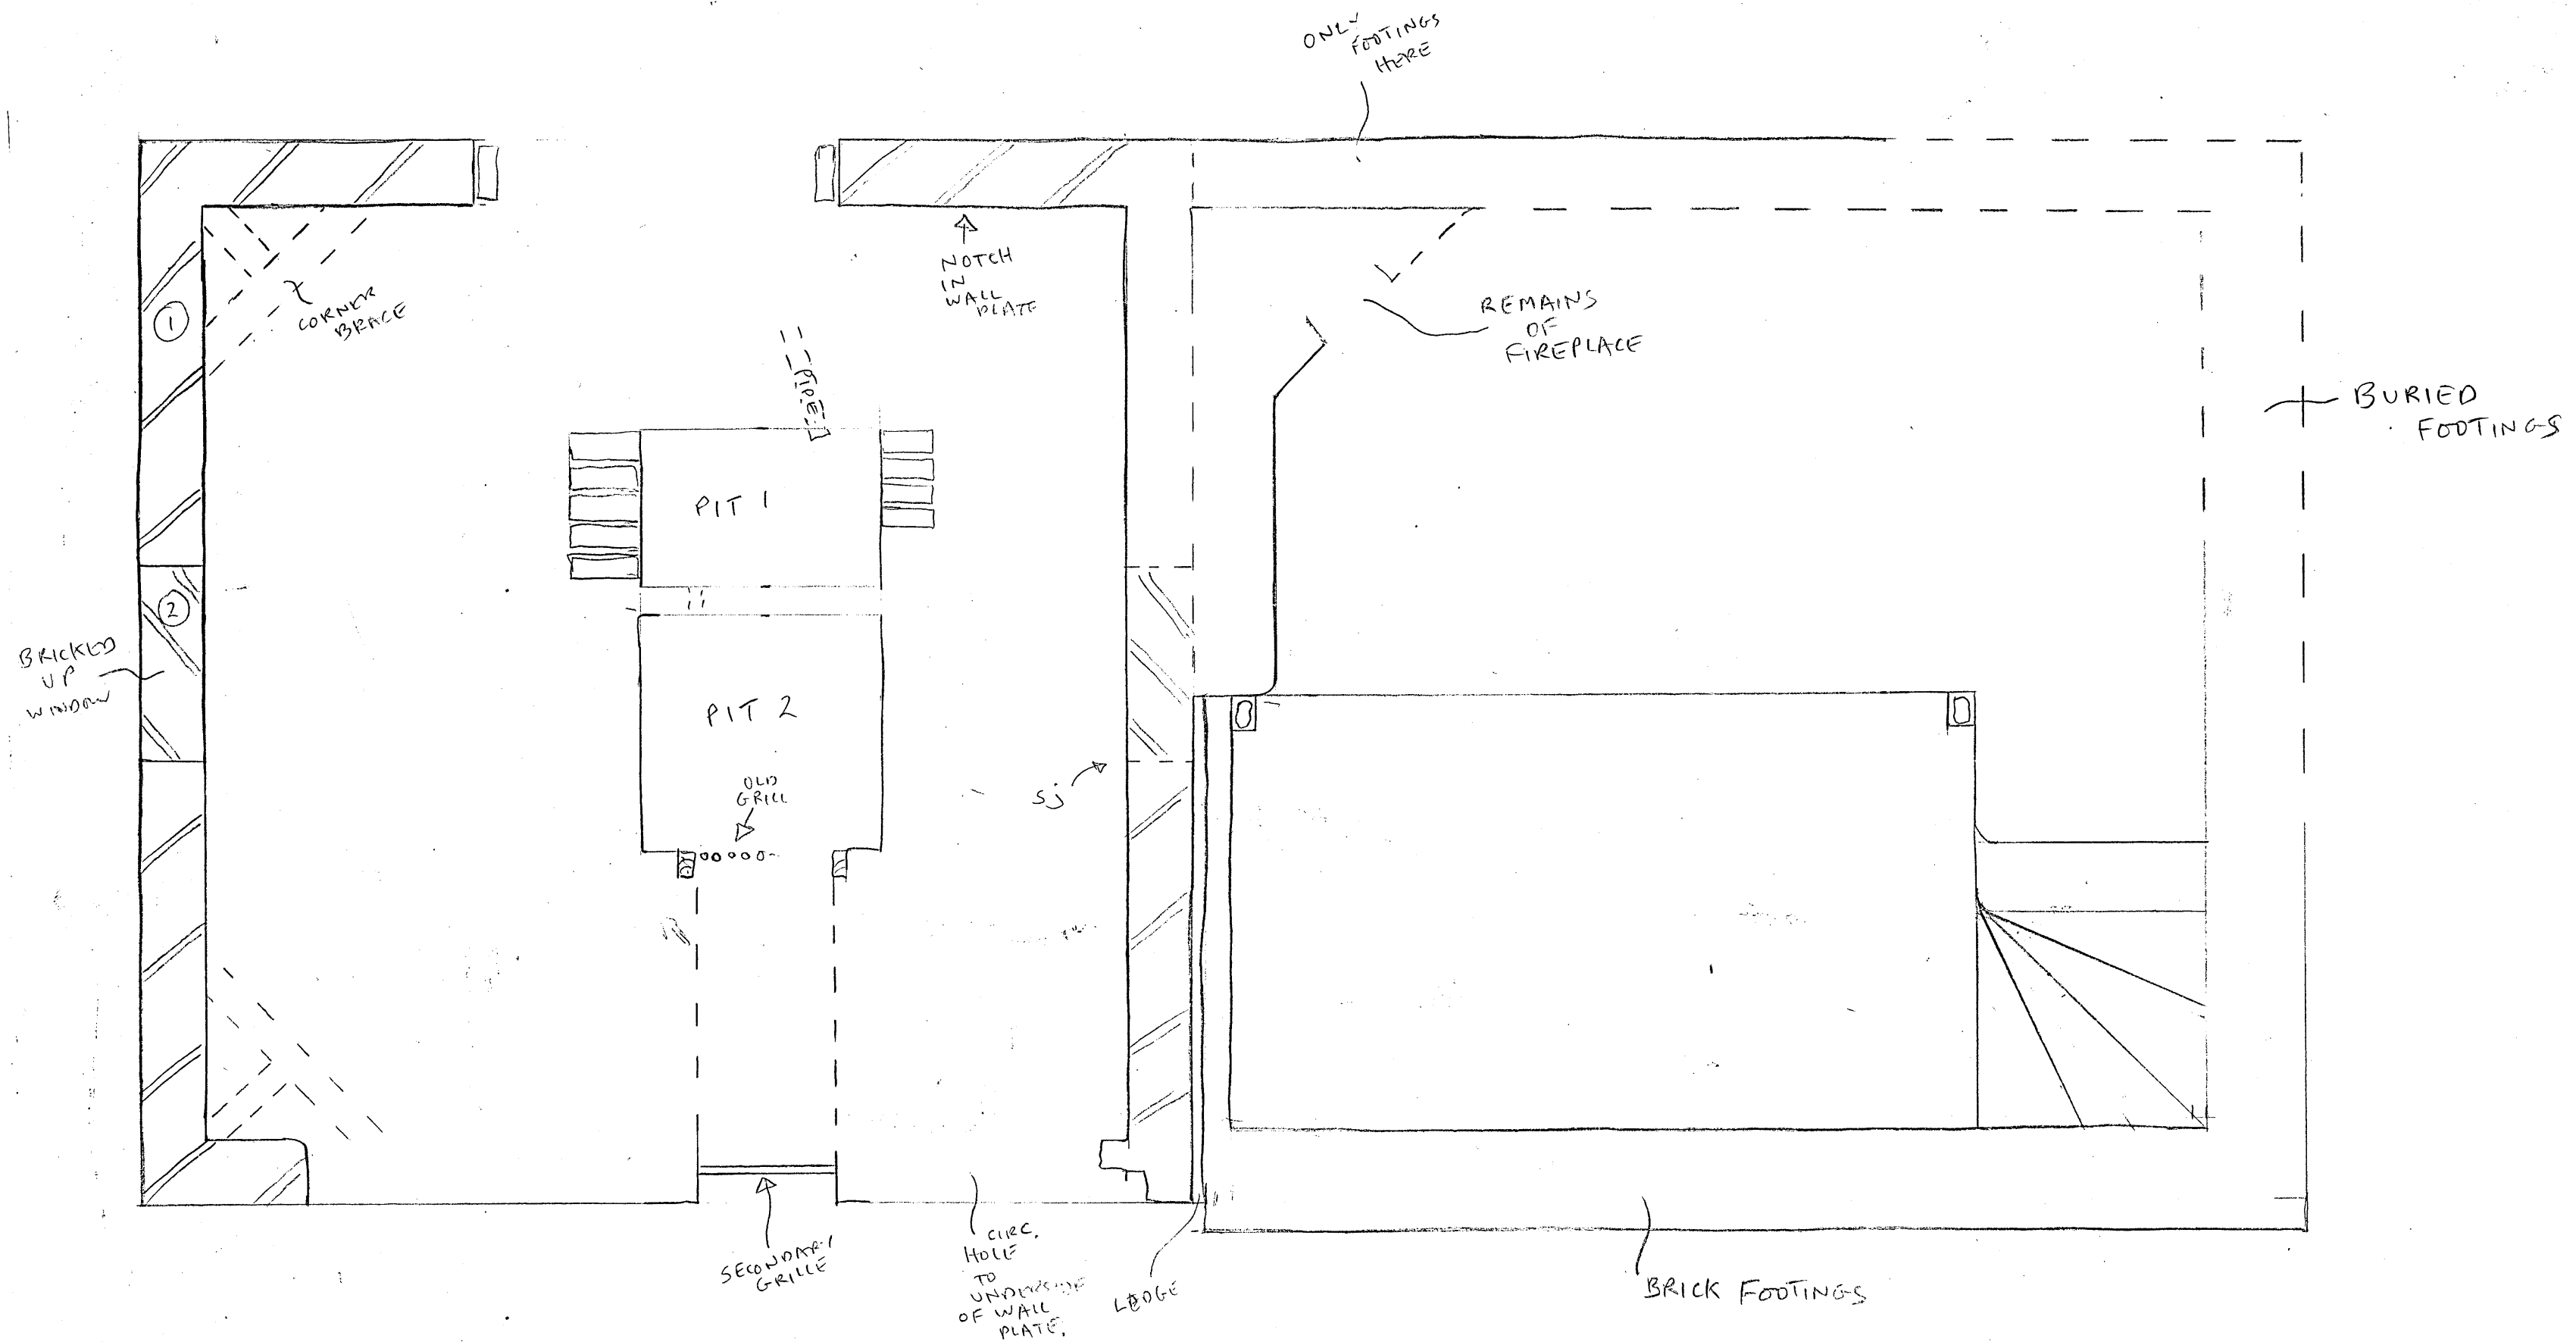 ONLY
FOOTINGS
HERE
NOTCH
IN
WALL
PLATE
CORNER
BRACE
1
PIPE
REMAINS
OF
FIREPLACE
BURIED
FOOTINGS
PIT 1
2
BRICKED
UP
WINDOW
PIT 2
OLD
GRILL
Sj
SECONDARY
GRILLE
CIRC.
HOLE
TO
UNDERSIDE
OF WALL
PLATE.
LEDGE
BRICK FOOTINGS